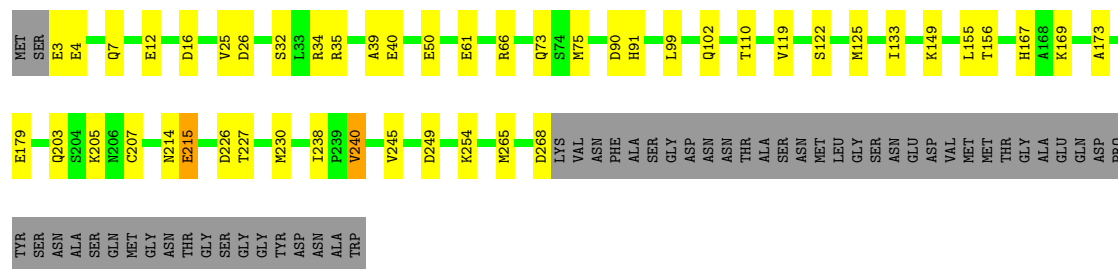 MET SER E3 E4 Q7 E12 D16 V25 D26 S32 L33 R34 R35 A39 E40 E50 E61 R66 Q73 S74 M75 D90 H91 L99 Q102 T110 V119 S122 M125 I133 K149 L155 T156 H167 A168 K169 A173
E179 Q203 S204 K205 N206 C207 N214 E215 D226 T227 M230 I238 P239 V240 V245 D249 K254 M265 D268 LYS VAL ASN PHE ALA SER GLY ASP ASN ASN THR ALA SER ASN MET LEU GLY SER ASN GLU ASP VAL MET MET THR GLY ALA GLU GLN ASP PRO
TYR SER ASN ALA SER GLN MET GLY ASN THR GLY SER GLY GLY TYR ASP ASN ALA TRP